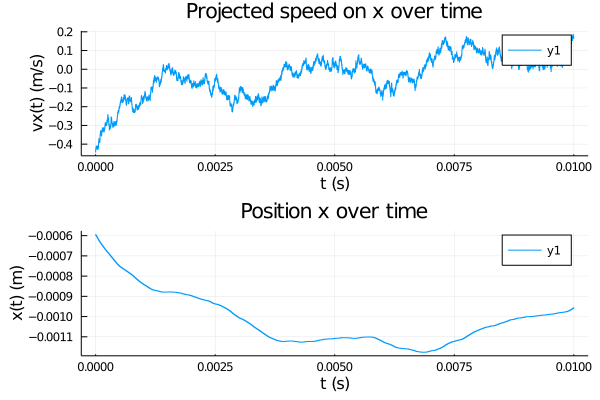 Projected speed on x over time
vx(t) (m/s)
0.2
0.1
0.0
−0.1
−0.2
−0.3
−0.4
y1
0.0000 0.0025 0.0050 0.0075 0.0100
t (s)
Position x over time
x(t) (m)
−0.0006
−0.0007
−0.0008
−0.0009
−0.0010
−0.0011
y1
0.0000 0.0025 0.0050 0.0075 0.0100
t (s)